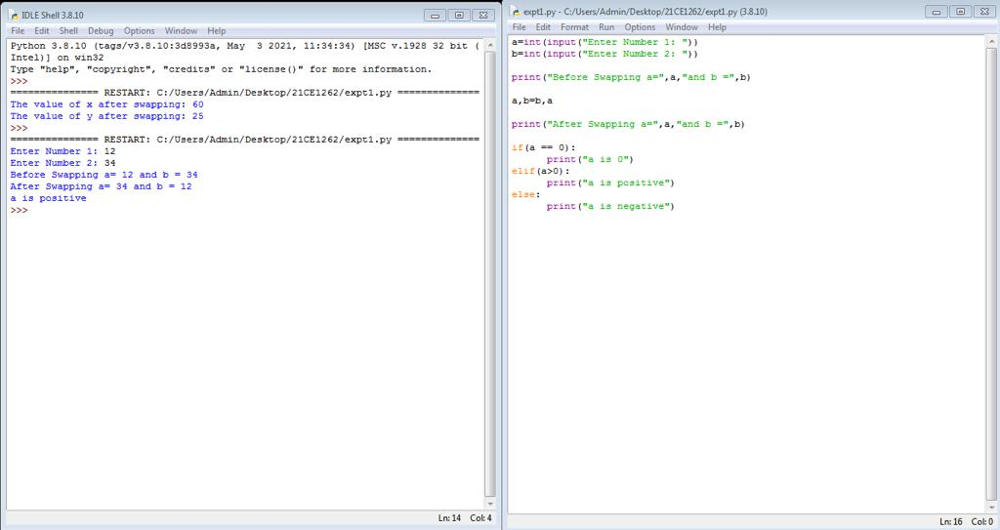 IDLE Shell 3.8.10
File Edit Shell Debug Options Window Help
Python 3.8.10 (tags/v3.8.10:3d8993a, May  3 2021, 11:34:34) [MSC v.1928 32 bit (
Intel)] on win32
Type "help", "copyright", "credits" or "license()" for more information.
>>>
=============== RESTART: C:/Users/Admin/Desktop/21CE1262/expt1.py ==============
The value of x after swapping: 60
The value of y after swapping: 25
>>>
=============== RESTART: C:/Users/Admin/Desktop/21CE1262/expt1.py ==============
Enter Number 1: 12
Enter Number 2: 34
Before Swapping a= 12 and b = 34
After Swapping a= 34 and b = 12
a is positive
>>>
Ln: 14 Col: 4
expt1.py - C:/Users/Admin/Desktop/21CE1262/expt1.py (3.8.10)
File Edit Format Run Options Window Help
a=int(input("Enter Number 1: "))
b=int(input("Enter Number 2: "))
print("Before Swapping a=",a,"and b =",b)
a,b=b,a
print("After Swapping a=",a,"and b =",b)
if(a == 0):
      print("a is 0")
elif(a>0):
      print("a is positive")
else:
      print("a is negative")
Ln: 16 Col: 0